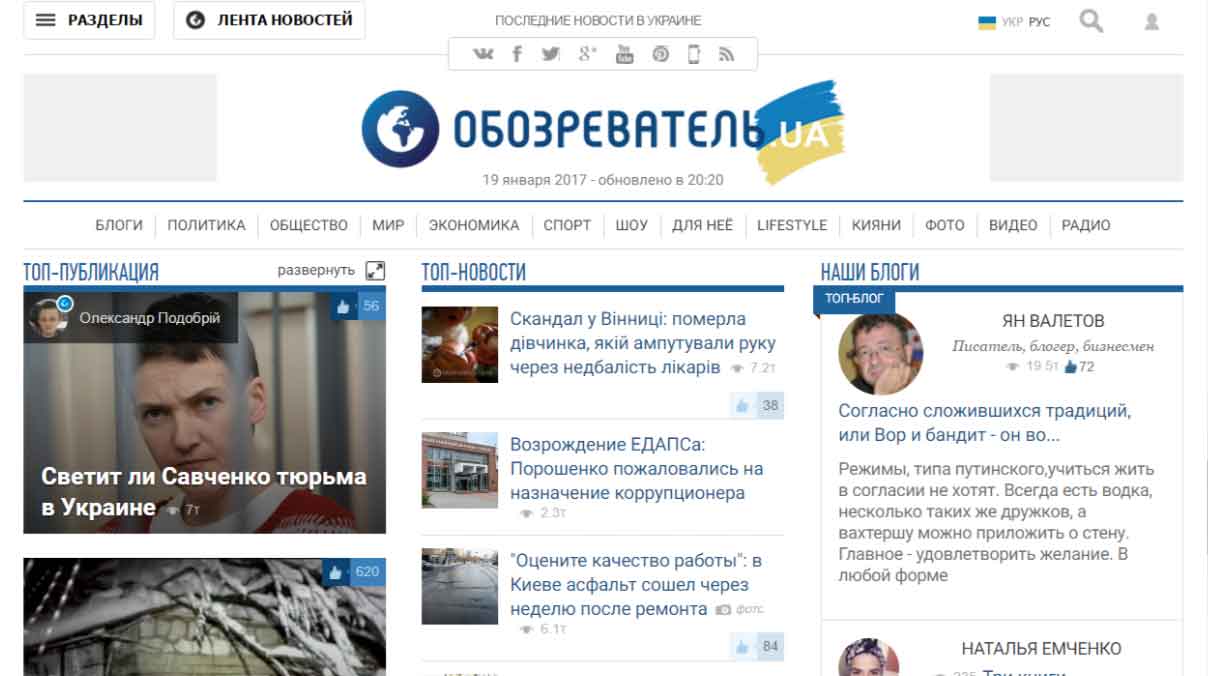 РАЗДЕЛЫ
ЛЕНТА НОВОСТЕЙ
ПОСЛЕДНИЕ НОВОСТИ В УКРАИНЕ
УКР РУС
ОБОЗРЕВАТЕЛЬ.UA
19 января 2017 - обновлено в 20:20
БЛОГИ ПОЛИТИКА ОБЩЕСТВО МИР ЭКОНОМИКА СПОРТ ШОУ ДЛЯ НЕЁ LIFESTYLE КИЯНИ ФОТО ВИДЕО РАДИО
ТОП-ПУБЛИКАЦИЯ
развернуть
Олександр Подобрій
56
Светит ли Савченко тюрьма
в Украине 7т
620
ТОП-НОВОСТИ
Скандал у Вінниці: померла
дівчинка, якій ампутували руку
через недбалість лікарів 7.2т
38
Возрождение ЕДАПСа:
Порошенко пожаловались на
назначение коррупционера
2.3т
"Оцените качество работы": в
Киеве асфальт сошел через
неделю после ремонта фото
6.1т
84
НАШИ БЛОГИ
ТОП-БЛОГ
ЯН ВАЛЕТОВ
Писатель, блогер, бизнесмен
19.5т 72
Согласно сложившихся традиций,
или Вор и бандит - он во...
Режимы, типа путинского,учиться жить
в согласии не хотят. Всегда есть водка,
несколько таких же дружков, а
вахтершу можно приложить о стену.
Главное - удовлетворить желание. В
любой форме
НАТАЛЬЯ ЕМЧЕНКО
Три книги